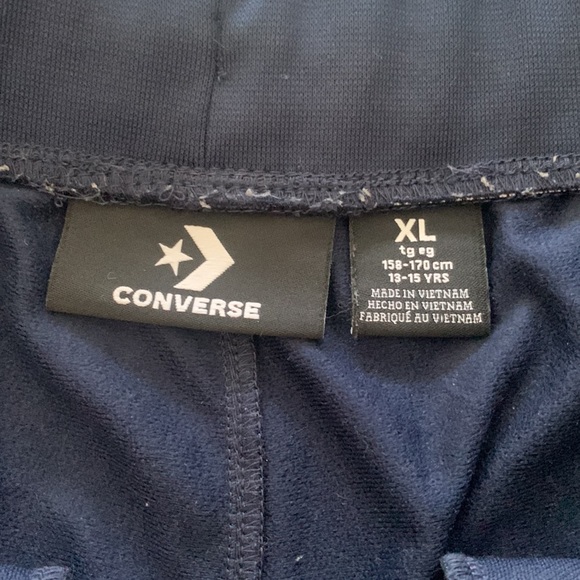 CONVERSE
XL
tg eg
158-170 cm
13-15 YRS
MADE IN VIETNAM
HECHO EN VIETNAM
FABRIQUÉ AU VIETNAM